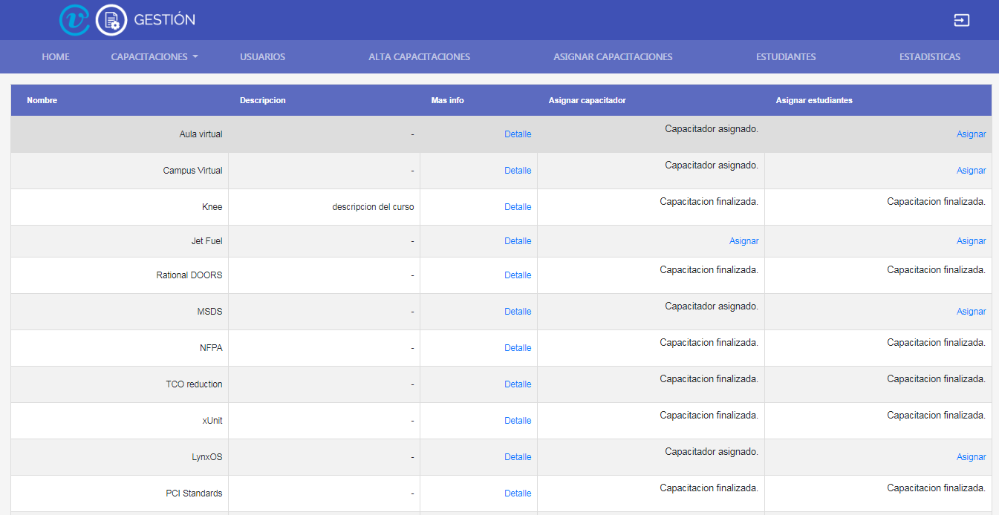 GESTIÓN
HOME CAPACITACIONES USUARIOS ALTA CAPACITACIONES ASIGNAR CAPACITACIONES ESTUDIANTES ESTADISTICAS
Nombre Descripcion Mas info Asignar capacitador Asignar estudiantes
Aula virtual - Detalle Capacitador asignado. Asignar
Campus Virtual - Detalle Capacitador asignado. Asignar
Knee descripcion del curso Detalle Capacitacion finalizada. Capacitacion finalizada.
Jet Fuel - Detalle Asignar Asignar
Rational DOORS - Detalle Capacitacion finalizada. Capacitacion finalizada.
MSDS - Detalle Capacitador asignado. Asignar
NFPA - Detalle Capacitacion finalizada. Capacitacion finalizada.
TCO reduction - Detalle Capacitacion finalizada. Capacitacion finalizada.
xUnit - Detalle Capacitacion finalizada. Capacitacion finalizada.
LynxOS - Detalle Capacitador asignado. Asignar
PCI Standards - Detalle Capacitacion finalizada. Capacitacion finalizada.